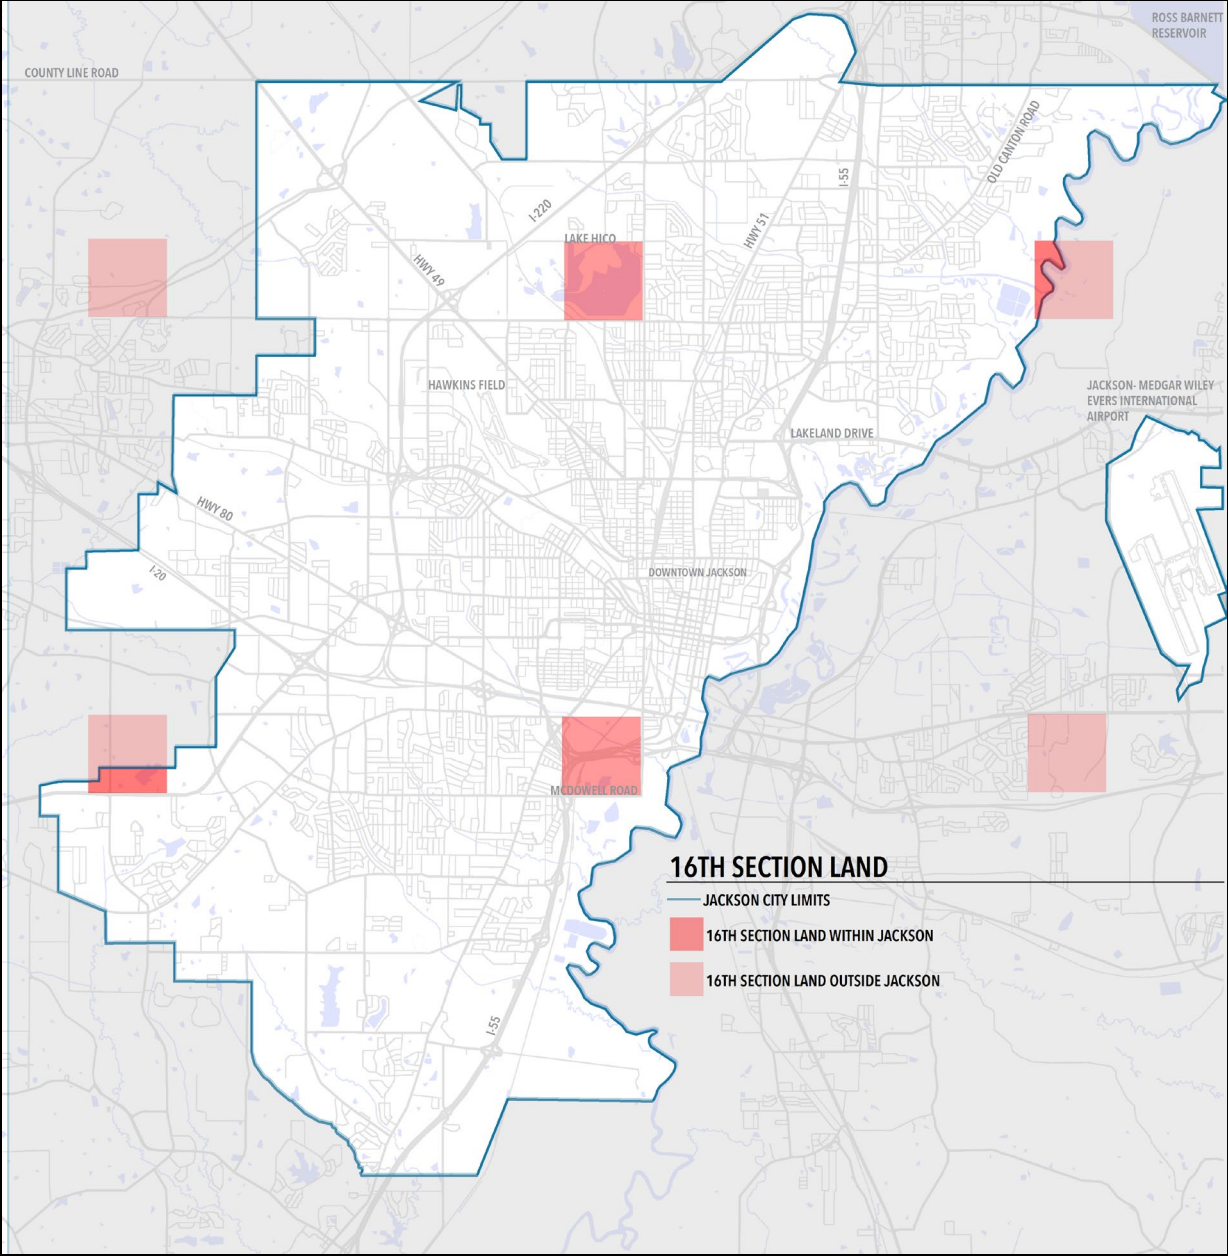 ROSS BARNETT
RESERVOIR
COUNTY LINE ROAD
OLD CANTON ROAD
I-55
I-220
HWY 51
LAKE HICO
HWY 49
HAWKINS FIELD
JACKSON- MEDGAR WILEY
EVERS INTERNATIONAL
AIRPORT
LAKELAND DRIVE
HWY 80
I-20
DOWNTOWN JACKSON
MCDOWELL ROAD
16TH SECTION LAND
JACKSON CITY LIMITS
16TH SECTION LAND WITHIN JACKSON
16TH SECTION LAND OUTSIDE JACKSON
I-55